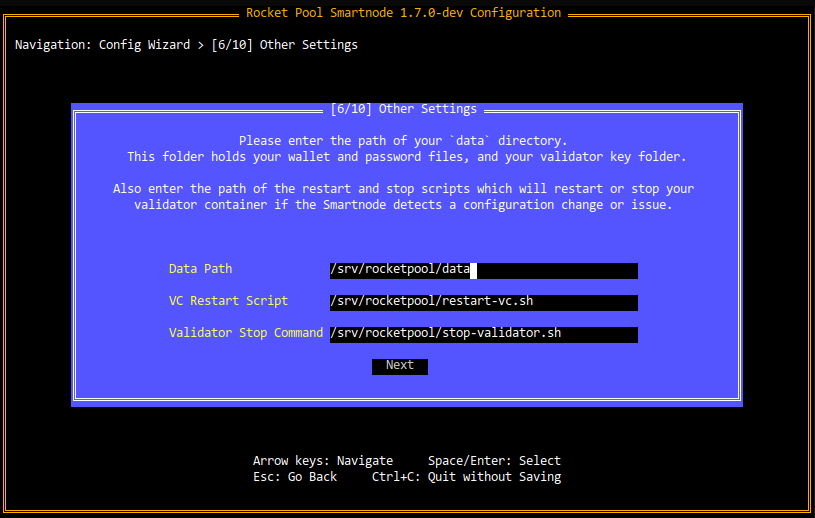 Rocket Pool Smartnode 1.7.0-dev Configuration
Navigation: Config Wizard > [6/10] Other Settings
[6/10] Other Settings
Please enter the path of your `data` directory.
This folder holds your wallet and password files, and your validator key folder.
Also enter the path of the restart and stop scripts which will restart or stop your
validator container if the Smartnode detects a configuration change or issue.
Data Path /srv/rocketpool/data
VC Restart Script /srv/rocketpool/restart-vc.sh
Validator Stop Command /srv/rocketpool/stop-validator.sh
Next
Arrow keys: Navigate Space/Enter: Select
Esc: Go Back Ctrl+C: Quit without Saving